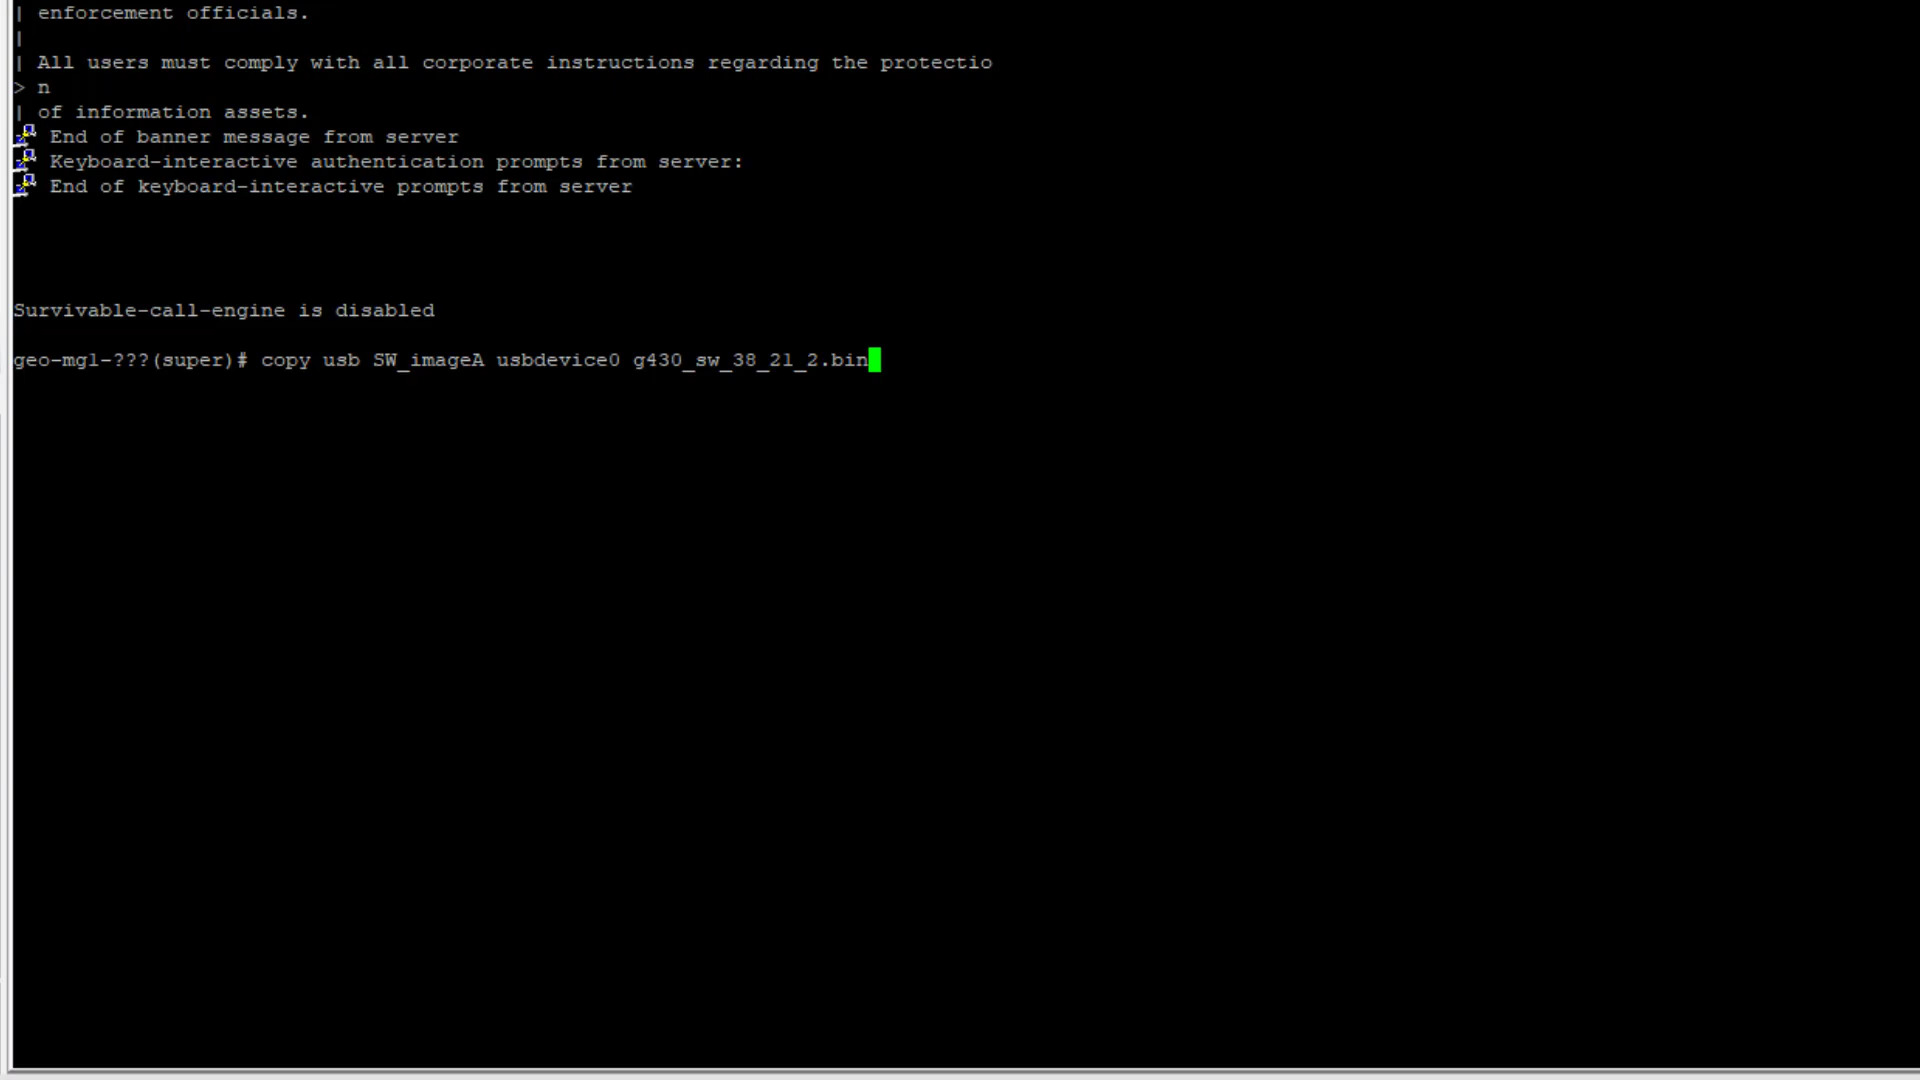 | enforcement officials.
|
| All users must comply with all corporate instructions regarding the protectio
> n
| of information assets.
End of banner message from server
Keyboard-interactive authentication prompts from server:
End of keyboard-interactive prompts from server
Survivable-call-engine is disabled
geo-mg1-???(super)# copy usb SW_imageA usbdevice0 g430_sw_38_21_2.bin